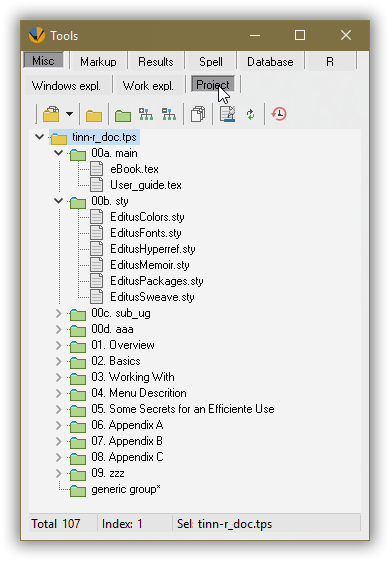 Tools
Misc Markup Results Spell Database R
Windows expl. Work expl. Project
tinn-r_doc.tps
00a. main
eBook.tex
User_guide.tex
00b. sty
EditusColors.sty
EditusFonts.sty
EditusHyperref.sty
EditusMemoir.sty
EditusPackages.sty
EditusSweave.sty
00c. sub_ug
00d. aaa
01. Overview
02. Basics
03. Working With
04. Menu Descrition
05. Some Secrets for an Efficiente Use
06. Appendix A
07. Appendix B
08. Appendix C
09. zzz
generic group*
Total 107 Index: 1 Sel: tinn-r_doc.tps